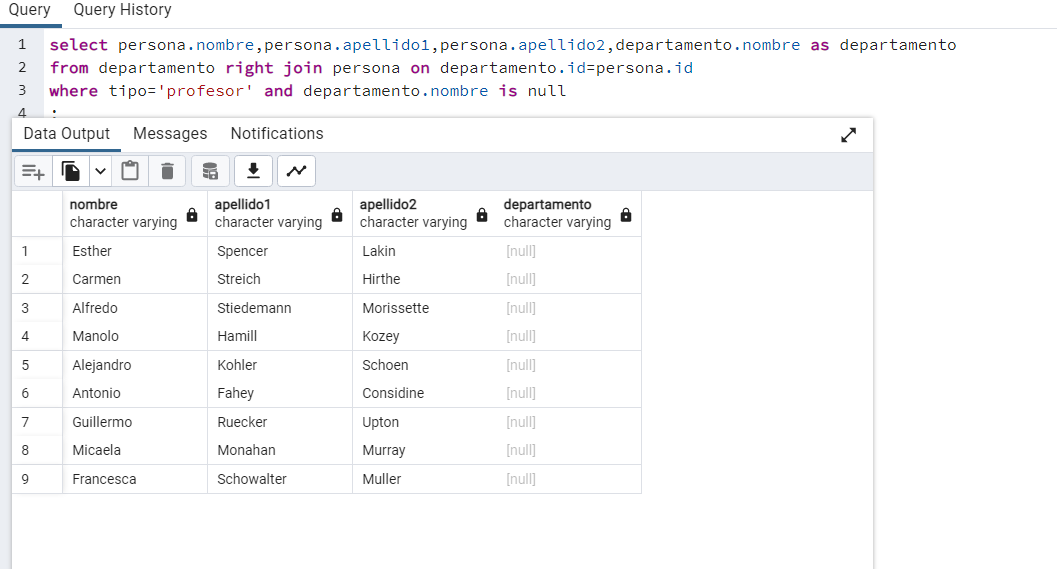 Query Query History
1 select persona.nombre,persona.apellido1,persona.apellido2,departamento.nombre as departamento
2 from departamento right join persona on departamento.id=persona.id
3 where tipo='profesor' and departamento.nombre is null
4 ;
Data Output Messages Notifications
nombre apellido1 apellido2 departamento
character varying character varying character varying character varying
1 Esther Spencer Lakin [null]
2 Carmen Streich Hirthe [null]
3 Alfredo Stiedemann Morissette [null]
4 Manolo Hamill Kozey [null]
5 Alejandro Kohler Schoen [null]
6 Antonio Fahey Considine [null]
7 Guillermo Ruecker Upton [null]
8 Micaela Monahan Murray [null]
9 Francesca Schowalter Muller [null]